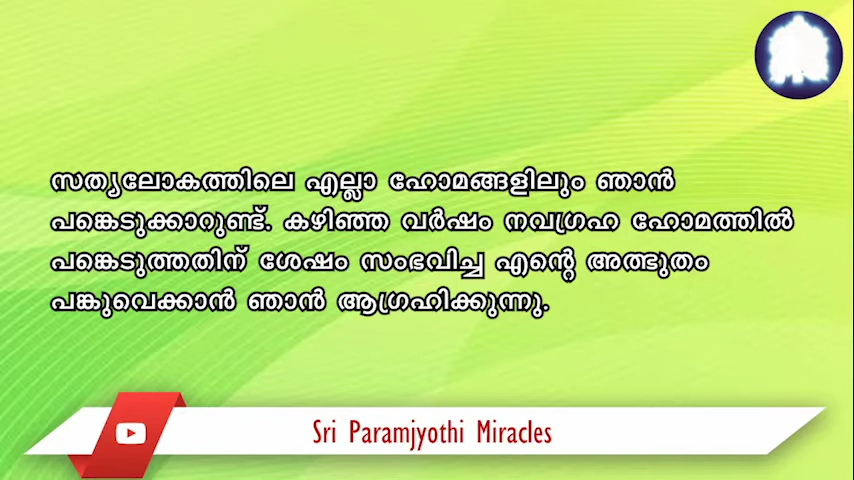 സത്യലോകത്തിലെ എല്ലാ ഹോമങ്ങളിലും ഞാൻ
പങ്കെടുക്കാറുണ്ട്. കഴിഞ്ഞ വർഷം നവഗ്രഹ ഹോമത്തിൽ
പങ്കെടുത്തതിന് ശേഷം സംഭവിച്ച എന്റെ അത്ഭുതം
പങ്കുവെക്കാൻ ഞാൻ ആഗ്രഹിക്കുന്നു.
Sri Paramjyothi Miracles